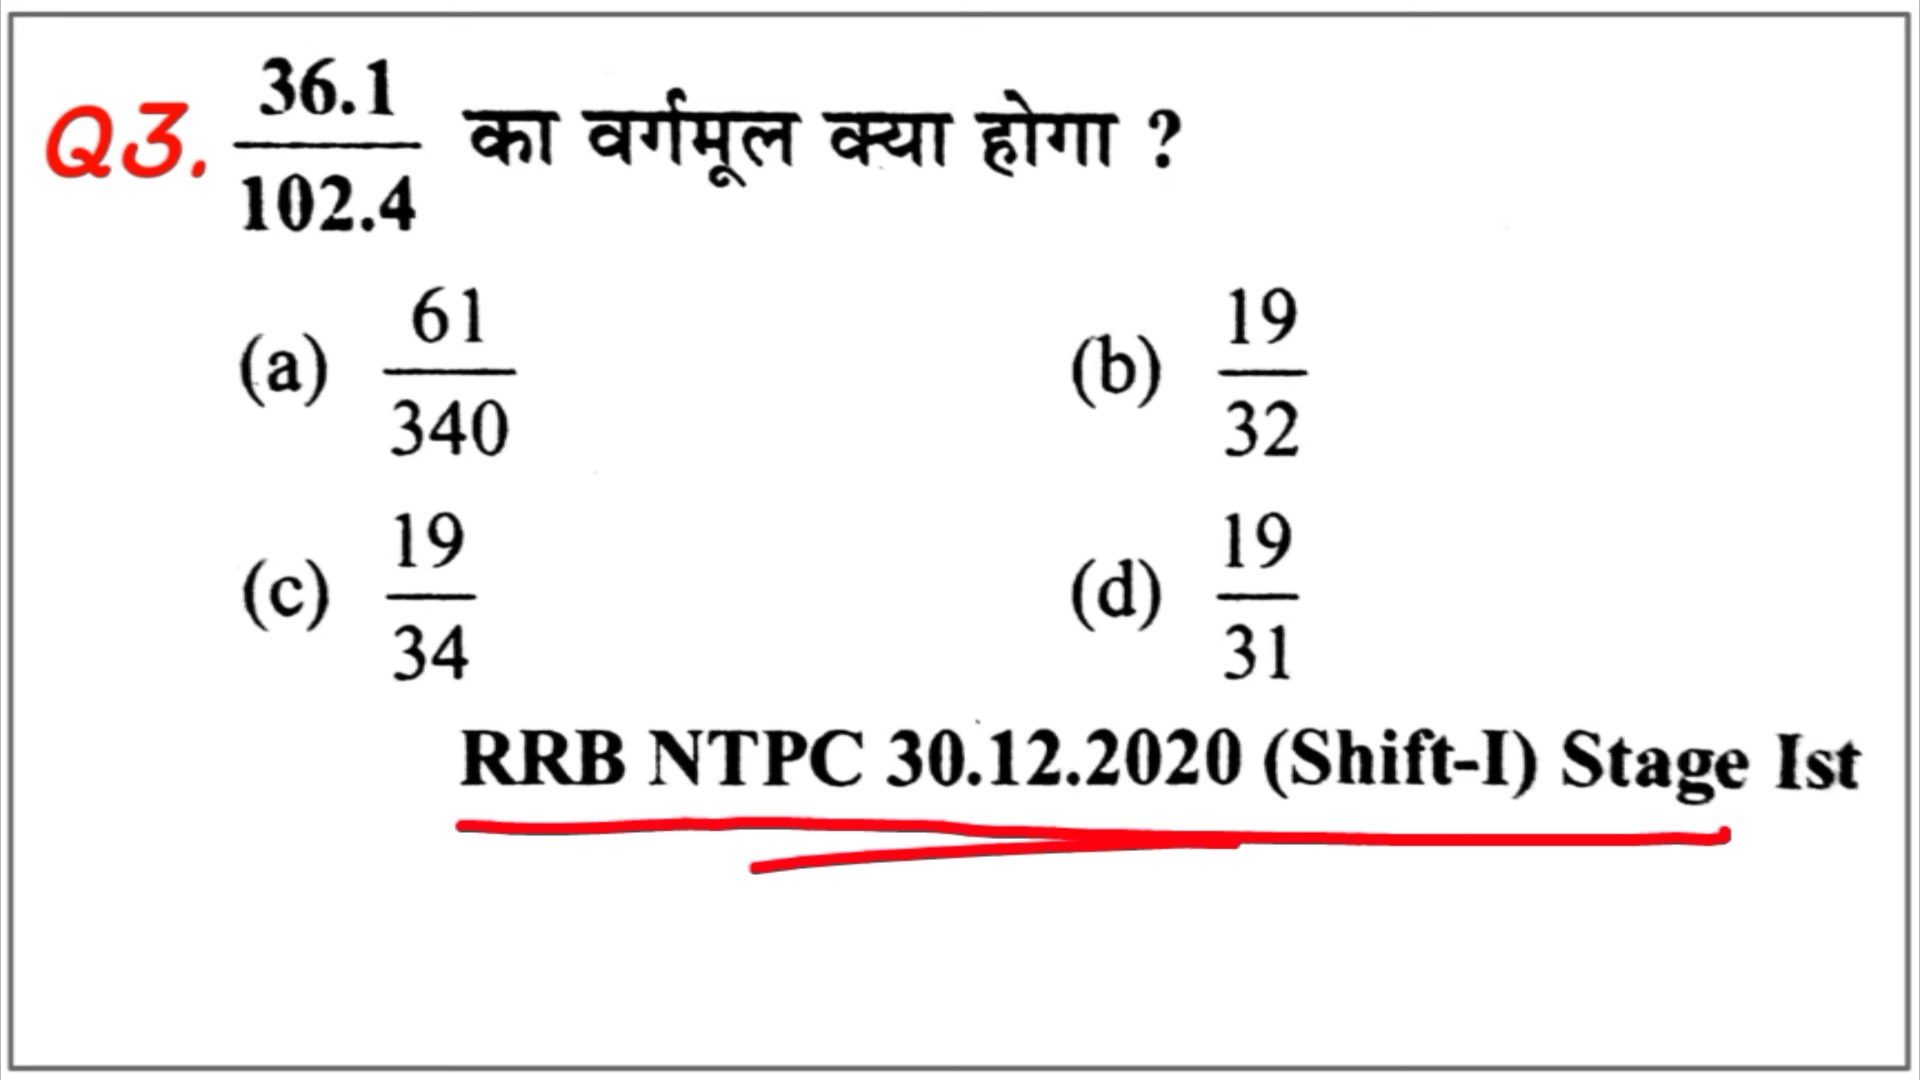 Q3. 36.1/102.4 का वर्गमूल क्या होगा ?
(a) 61/340 (b) 19/32
(c) 19/34 (d) 19/31
RRB NTPC 30.12.2020 (Shift-I) Stage Ist